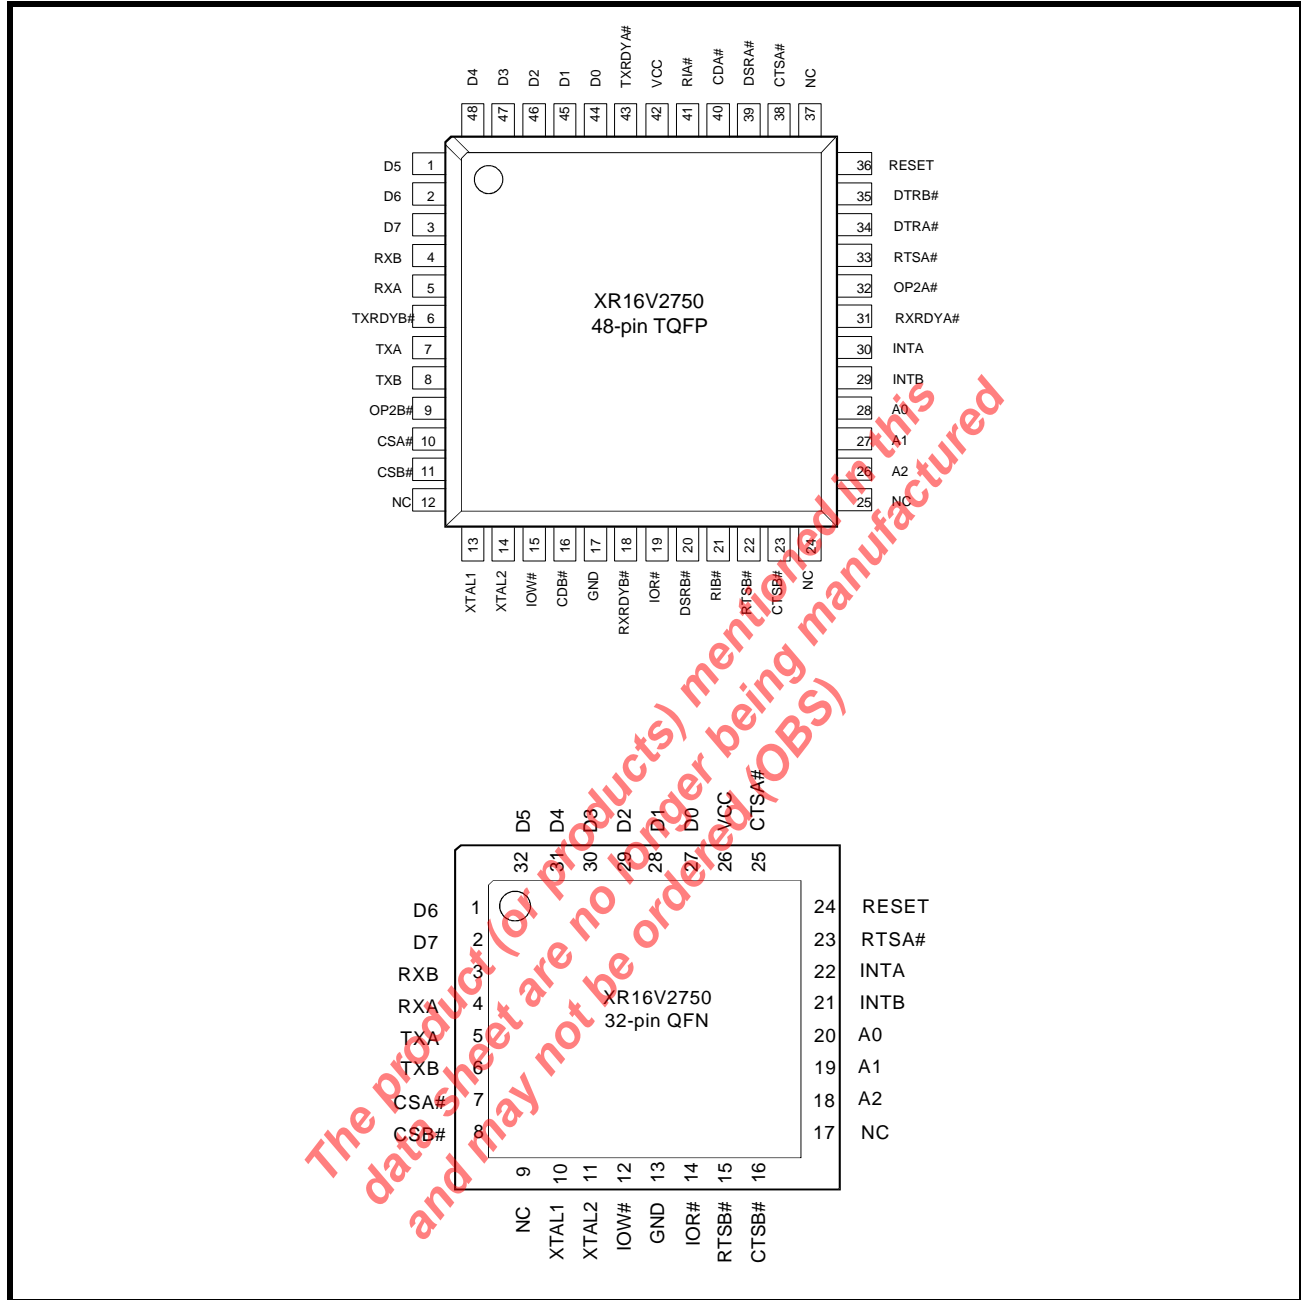 D4 D3 D2 D1 D0 TXRDYA# VCC RIA# CDA# DSRA# CTSA# NC
48 47 46 45 44 43 42 41 40 39 38 37
D5 1 36 RESET
D6 2 35 DTRB#
D7 3 34 DTRA#
RXB 4 33 RTSA#
RXA 5 32 OP2A#
TXRDYB# 6 31 RXRDYA#
TXA 7 30 INTA
TXB 8 29 INTB
OP2B# 9 28 A0
CSA# 10 27 A1
CSB# 11 26 A2
NC 12 25 NC
XR16V2750
48-pin TQFP
13 14 15 16 17 18 19 20 21 22 23 24
XTAL1 XTAL2 IOW# CDB# GND RXRDYB# IOR# DSRB# RIB# RTSB# CTSB# NC
D5 D4 D3 D2 D1 D0 VCC CTSA#
32 31 30 29 28 27 26 25
D6 1 24 RESET
D7 2 23 RTSA#
RXB 3 22 INTA
RXA 4 21 INTB
TXA 5 20 A0
TXB 6 19 A1
CSA# 7 18 A2
CSB# 8 17 NC
XR16V2750
32-pin QFN
9 10 11 12 13 14 15 16
NC XTAL1 XTAL2 IOW# GND IOR# RTSB# CTSB#
The product (or products) mentioned in this
data sheet are no longer being manufactured
and may not be ordered (OBS)